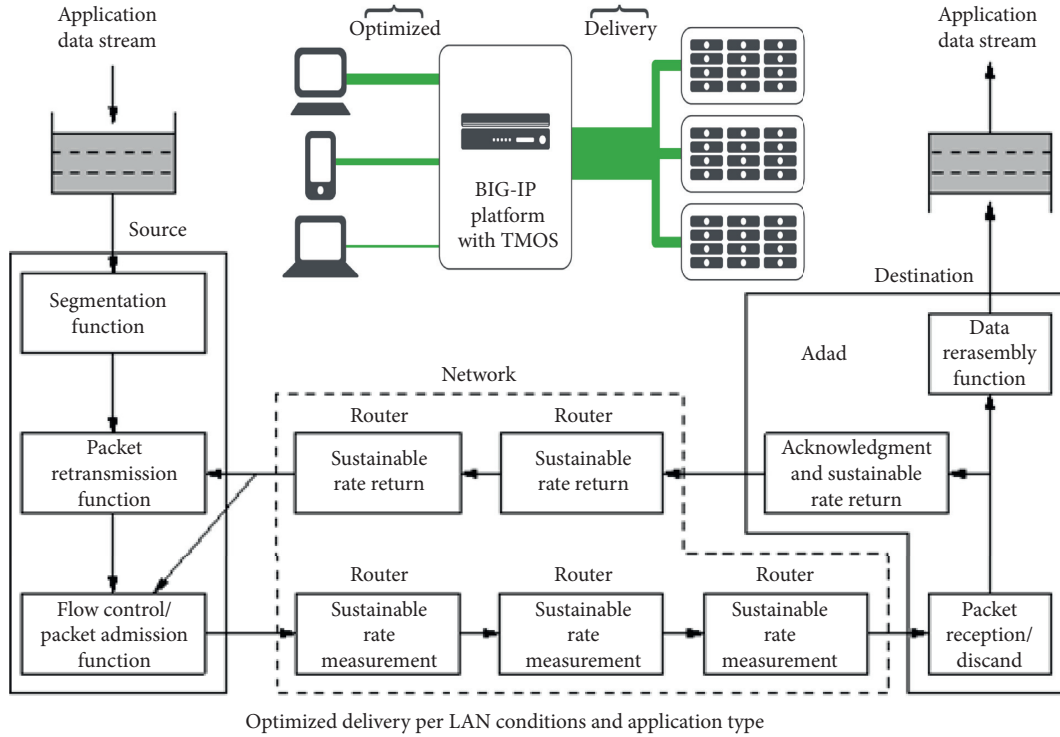 Application
data stream
Optimized
Delivery
Application
data stream
BIG-IP
platform
with TMOS
Source
Destination
Segmentation
function
Adad
Data
rerasembly
function
Network
Router
Router
Packet
retransmission
function
Sustainable
rate return
Sustainable
rate return
Acknowledgment
and sustainable
rate return
Router
Router
Router
Flow control/
packet admission
function
Sustainable
rate
measurement
Sustainable
rate
measurement
Sustainable
rate
measurement
Packet
reception/
discand
Optimized delivery per LAN conditions and application type